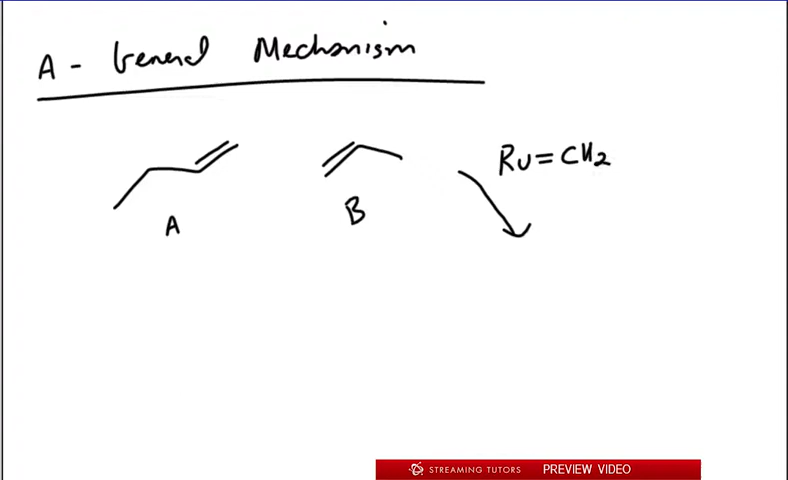 A - General Mechanism
Ru=CH2
A
B
STREAMING TUTORS PREVIEW VIDEO